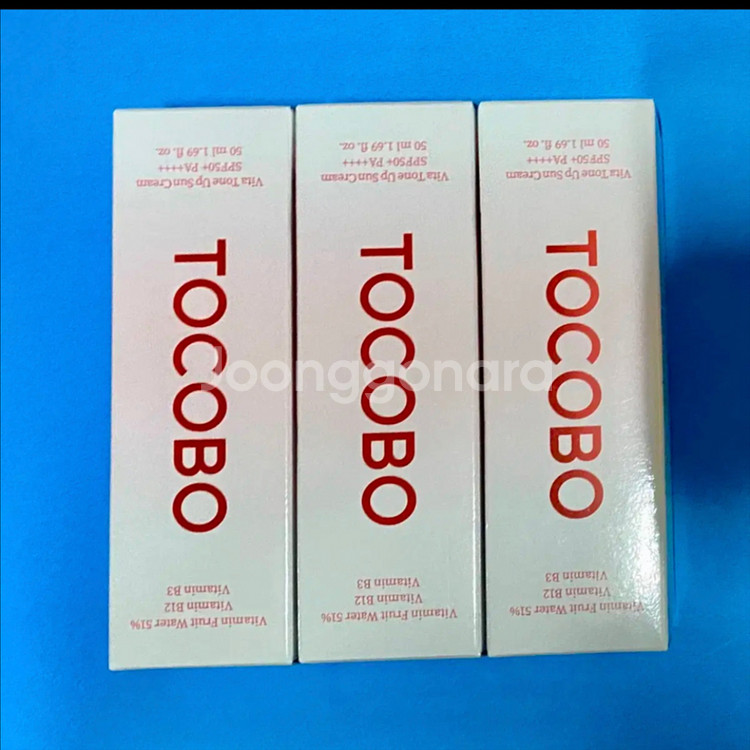 Vita Tone Up Sun Cream
SPF50+ PA++++
50 ml 1.69 fl. oz.
TOCOBO
Vitamin Fruit Water 51%
Vitamin B12
Vitamin B3
Vita Tone Up Sun Cream
SPF50+ PA++++
50 ml 1.69 fl. oz.
TOCOBO
Vitamin Fruit Water 51%
Vitamin B12
Vitamin B3
Vita Tone Up Sun Cream
SPF50+ PA++++
50 ml 1.69 fl. oz.
TOCOBO
Vitamin Fruit Water 51%
Vitamin B12
Vitamin B3
Joonggonara